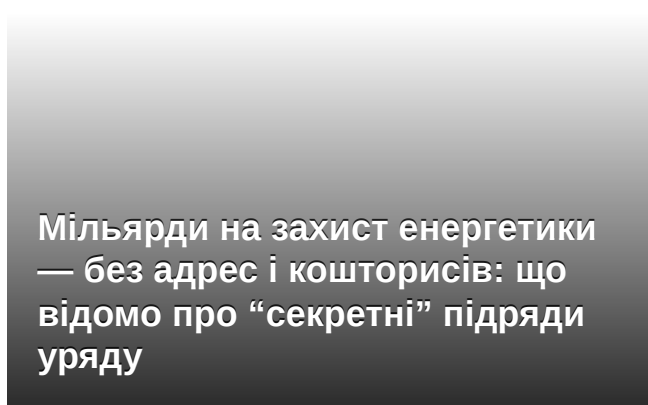 Мільярди на захист енергетики
— без адрес і кошторисів: що
відомо про “секретні” підряди
уряду